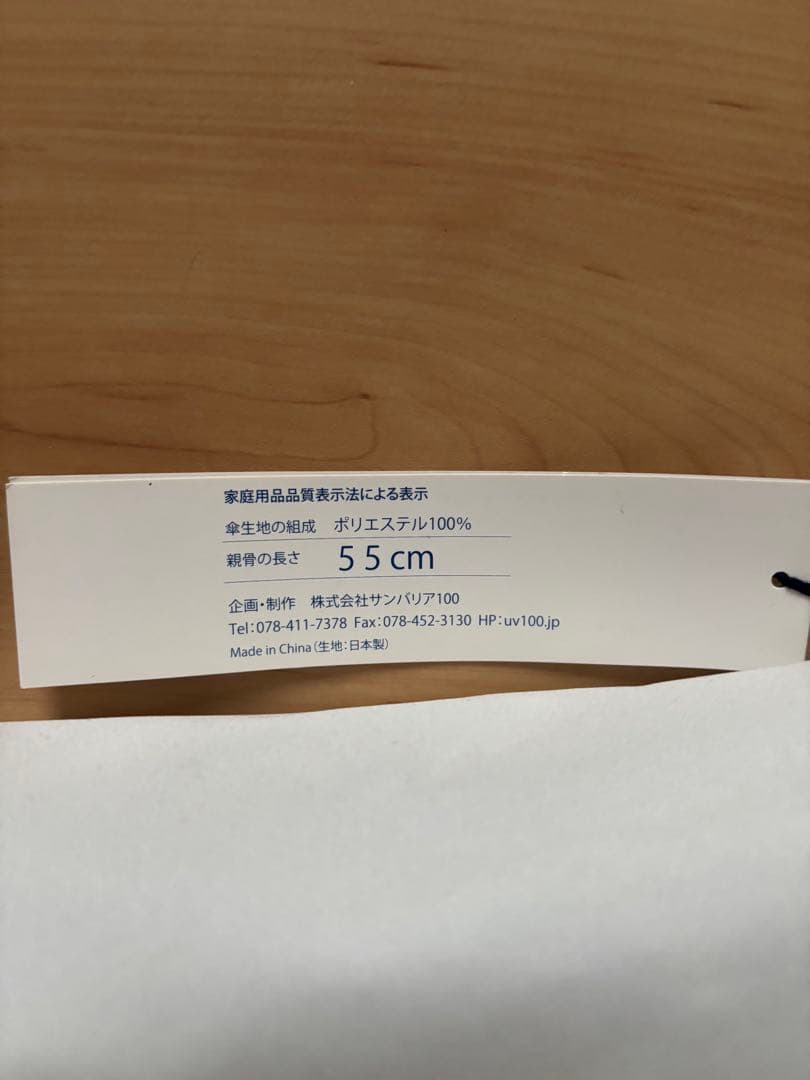 家庭用品品質表示法による表示
傘生地の組成 ポリエステル100%
親骨の長さ 55cm
企画・制作 株式会社サンバリア100
Tel：078-411-7378 Fax：078-452-3130 HP：uv100.jp
Made in China（生地：日本製）